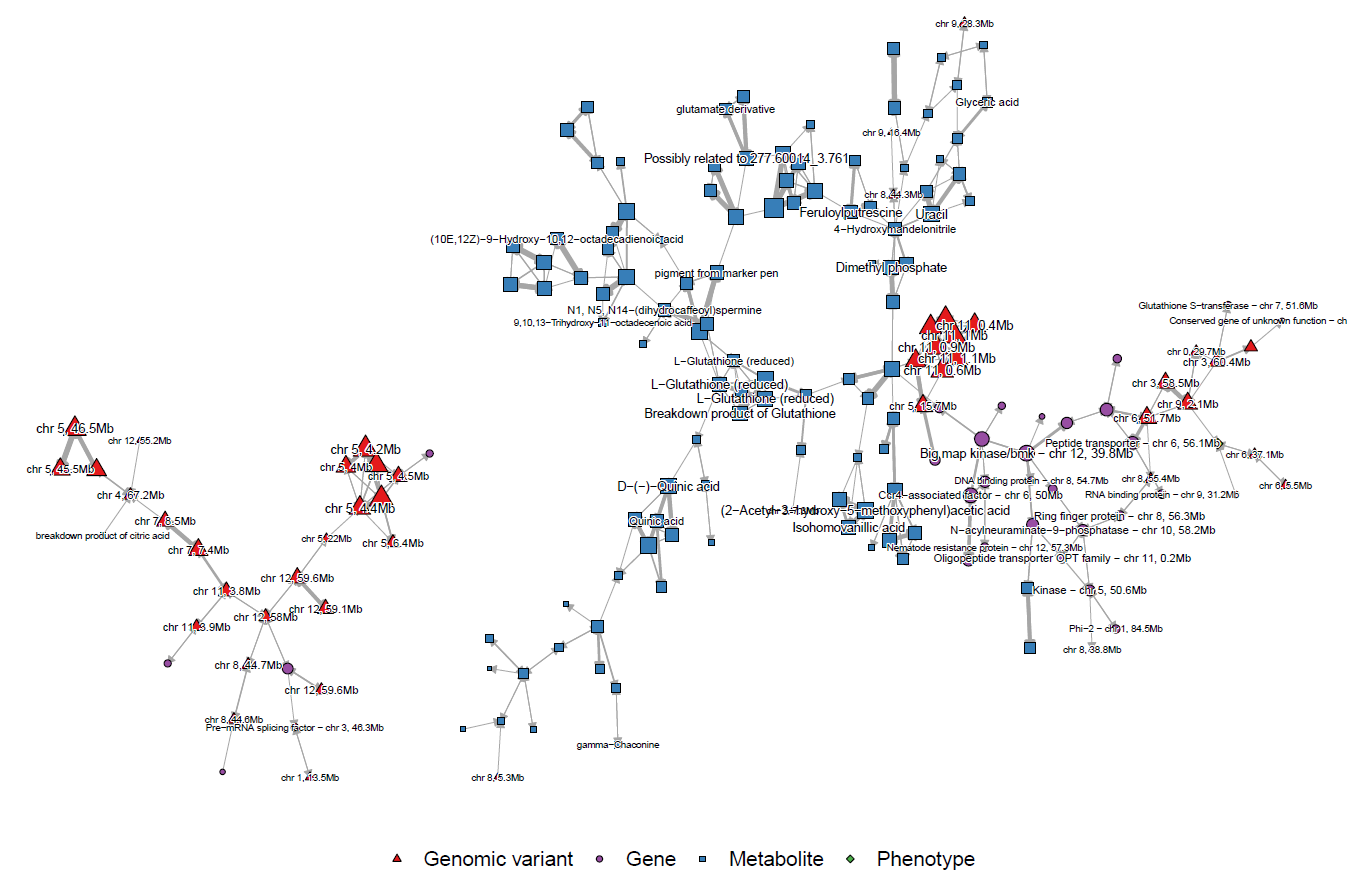 chr 9, 28.3Mb
Glyceric acid
glutamate derivative
chr 9, 46.4Mb
Possibly related to 277.60014_3.761
chr 8, 44.3Mb
Feruloylputrescine
Uracil
4−Hydroxymandelonitrile
(10E,12Z)−9−Hydroxy−10,12−octadecadienoic acid
Dimethyl phosphate
pigment from marker pen
N1, N5, N14−(dihydrocaffeoyl)spermine
9,10,13−Trihydroxy−11−octadecenoic acid
Glutathione S−transferase − chr 7, 51.6Mb
Conserved gene of unknown function − ch
chr 11, 0.4Mb
chr 11, 0.9Mb
chr 11, 1.1Mb
chr 11, 0.6Mb
chr 0, 29.7Mb
chr 3, 60.4Mb
L−Glutathione (reduced)
L−Glutathione (reduced)
L−Glutathione (reduced)
Breakdown product of Glutathione
chr 3, 58.5Mb
chr 5, 15.7Mb
chr 9, 2.1Mb
chr 6, 51.7Mb
chr 5, 46.5Mb
chr 12, 55.2Mb
chr 5, 45.5Mb
chr 5, 4.2Mb
chr 5, 4Mb
chr 5, 4.5Mb
chr 5, 4.4Mb
chr 4, 67.2Mb
Peptide transporter − chr 6, 56.1Mb
Big map kinase/bmk − chr 12, 39.8Mb
chr 6, 37.1Mb
DNA binding protein − chr 8, 54.7Mb
chr 8, 55.4Mb
chr 6, 5.5Mb
D−(−)−Quinic acid
Ccr4−associated factor − chr 6, 50Mb
RNA binding protein − chr 9, 31.2Mb
(2−Acetyl−3−hydroxy−5−methoxyphenyl)acetic acid
Ring finger protein − chr 8, 56.3Mb
Quinic acid
Isohomovanillic acid
N−acylneuraminate−9−phosphatase − chr 10, 58.2Mb
chr 7, 8.5Mb
breakdown product of citric acid
chr 5, 22Mb
chr 5, 6.4Mb
Nematode resistance protein − chr 12, 57.3Mb
chr 7, 7.4Mb
Oligopeptide transporter OPT family − chr 11, 0.2Mb
chr 12, 59.6Mb
chr 11, 3.8Mb
Kinase − chr 5, 50.6Mb
chr 12, 59.1Mb
chr 12, 58Mb
chr 11, 3.9Mb
Phi−2 − chr 1, 84.5Mb
chr 8, 38.8Mb
chr 8, 44.7Mb
chr 12, 59.6Mb
chr 8, 44.6Mb
Pre−mRNA splicing factor − chr 3, 46.3Mb
gamma−Chaconine
chr 1, 13.5Mb
chr 8, 5.3Mb
Genomic variant
Gene
Metabolite
Phenotype